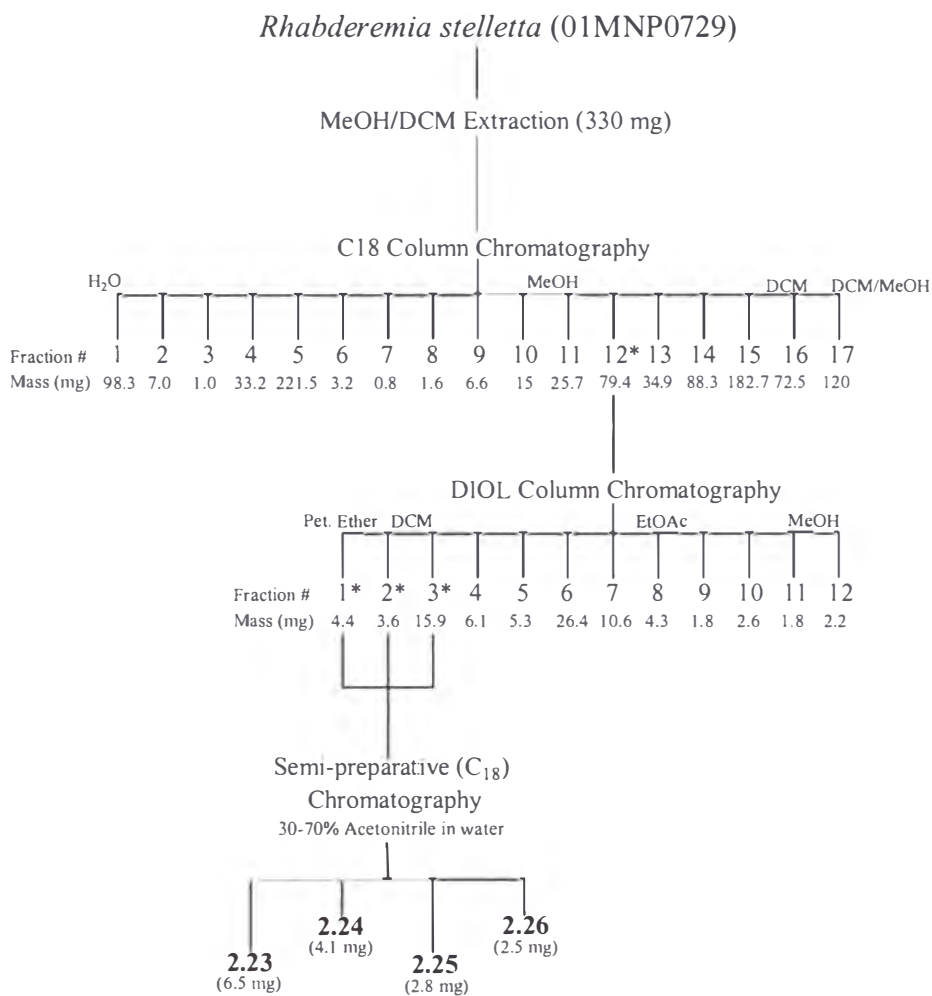 Rhabderemia stelletta (01MNP0729)
MeOH/DCM Extraction (330 mg)
C18 Column Chromatography
H₂O MeOH DCM DCM/MeOH
Fraction # 1 2 3 4 5 6 7 8 9 10 11 12* 13 14 15 16 17
Mass (mg) 98.3 7.0 1.0 33.2 221.5 3.2 0.8 1.6 6.6 15 25.7 79.4 34.9 88.3 182.7 72.5 120
DIOL Column Chromatography
Pet. Ether DCM EtOAc MeOH
Fraction # 1* 2* 3* 4 5 6 7 8 9 10 11 12
Mass (mg) 4.4 3.6 15.9 6.1 5.3 26.4 10.6 4.3 1.8 2.6 1.8 2.2
Semi-preparative (C₁₈)
Chromatography
30-70% Acetonitrile in water
2.24 2.26
(4.1 mg) (2.5 mg)
2.23 2.25
(6.5 mg) (2.8 mg)